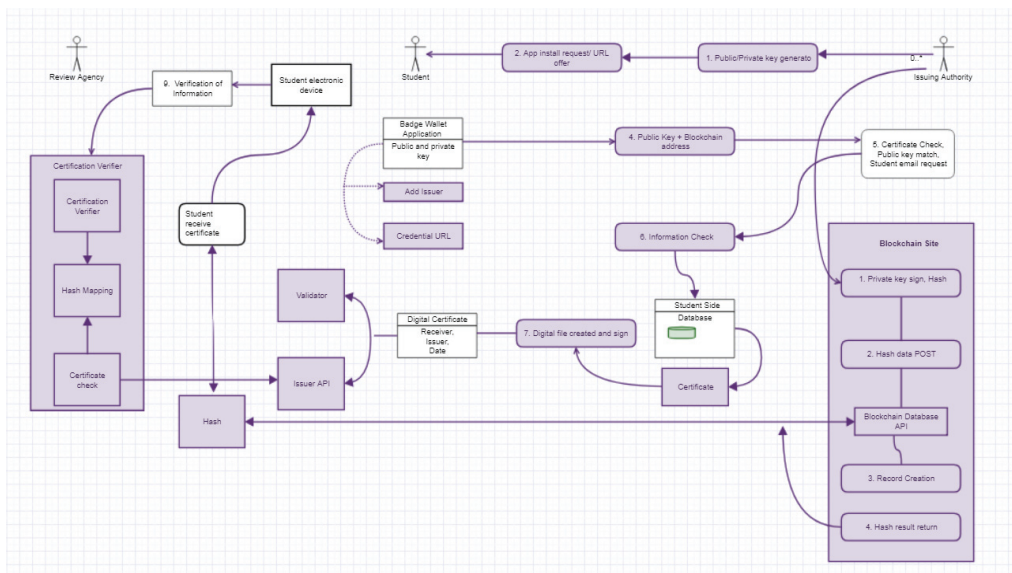 Review Agency
Student
2. App install request/ URL
offer
1. Public/Private key generato
0..*
Issuing Authority
9. Verification of
Information
Student electronic
device
Badge Wallet
Application
Public and private
key
Add Issuer
Credential URL
4. Public Key + Blockchain
address
5. Certificate Check,
Public key match,
Student email request
Certification Verifier
Certification
Verifier
Hash Mapping
Certificate
check
Student
receive
certificate
6. Information Check
Blockchain Site
1. Private key sign, Hash
2. Hash data POST
Blockchain Database
API
3. Record Creation
4. Hash result return
Validator
Issuer API
Hash
Digital Certificate
Receiver,
Issuer,
Date
7. Digital file created and sign
Student Side
Database
Certificate